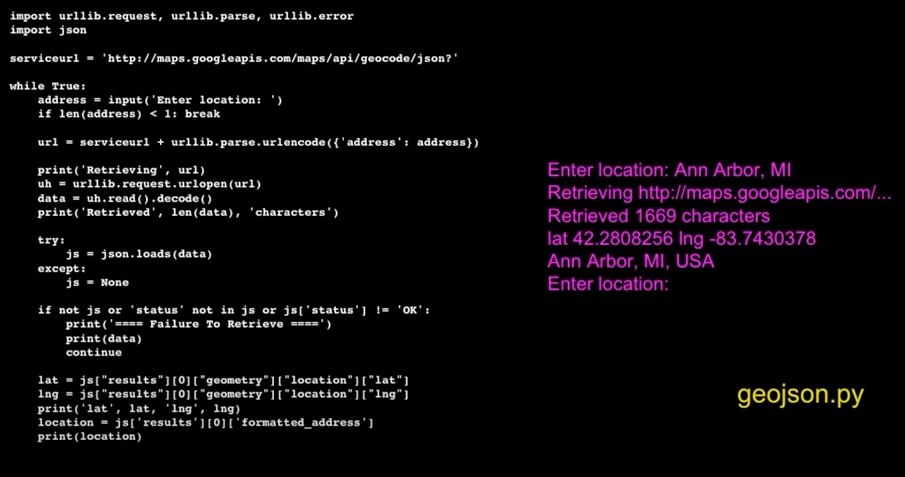 import urllib.request, urllib.parse, urllib.error
import json

serviceurl = 'http://maps.googleapis.com/maps/api/geocode/json?'

while True:
    address = input('Enter location: ')
    if len(address) < 1: break

    url = serviceurl + urllib.parse.urlencode({'address': address})

    print('Retrieving', url)
    uh = urllib.request.urlopen(url)
    data = uh.read().decode()
    print('Retrieved', len(data), 'characters')

    try:
        js = json.loads(data)
    except:
        js = None

    if not js or 'status' not in js or js['status'] != 'OK':
        print('==== Failure To Retrieve ====')
        print(data)
        continue

    lat = js["results"][0]["geometry"]["location"]["lat"]
    lng = js["results"][0]["geometry"]["location"]["lng"]
    print('lat', lat, 'lng', lng)
    location = js['results'][0]['formatted_address']
    print(location)

Enter location: Ann Arbor, MI
Retrieving http://maps.googleapis.com/...
Retrieved 1669 characters
lat 42.2808256 lng -83.7430378
Ann Arbor, MI, USA
Enter location:

geojson.py